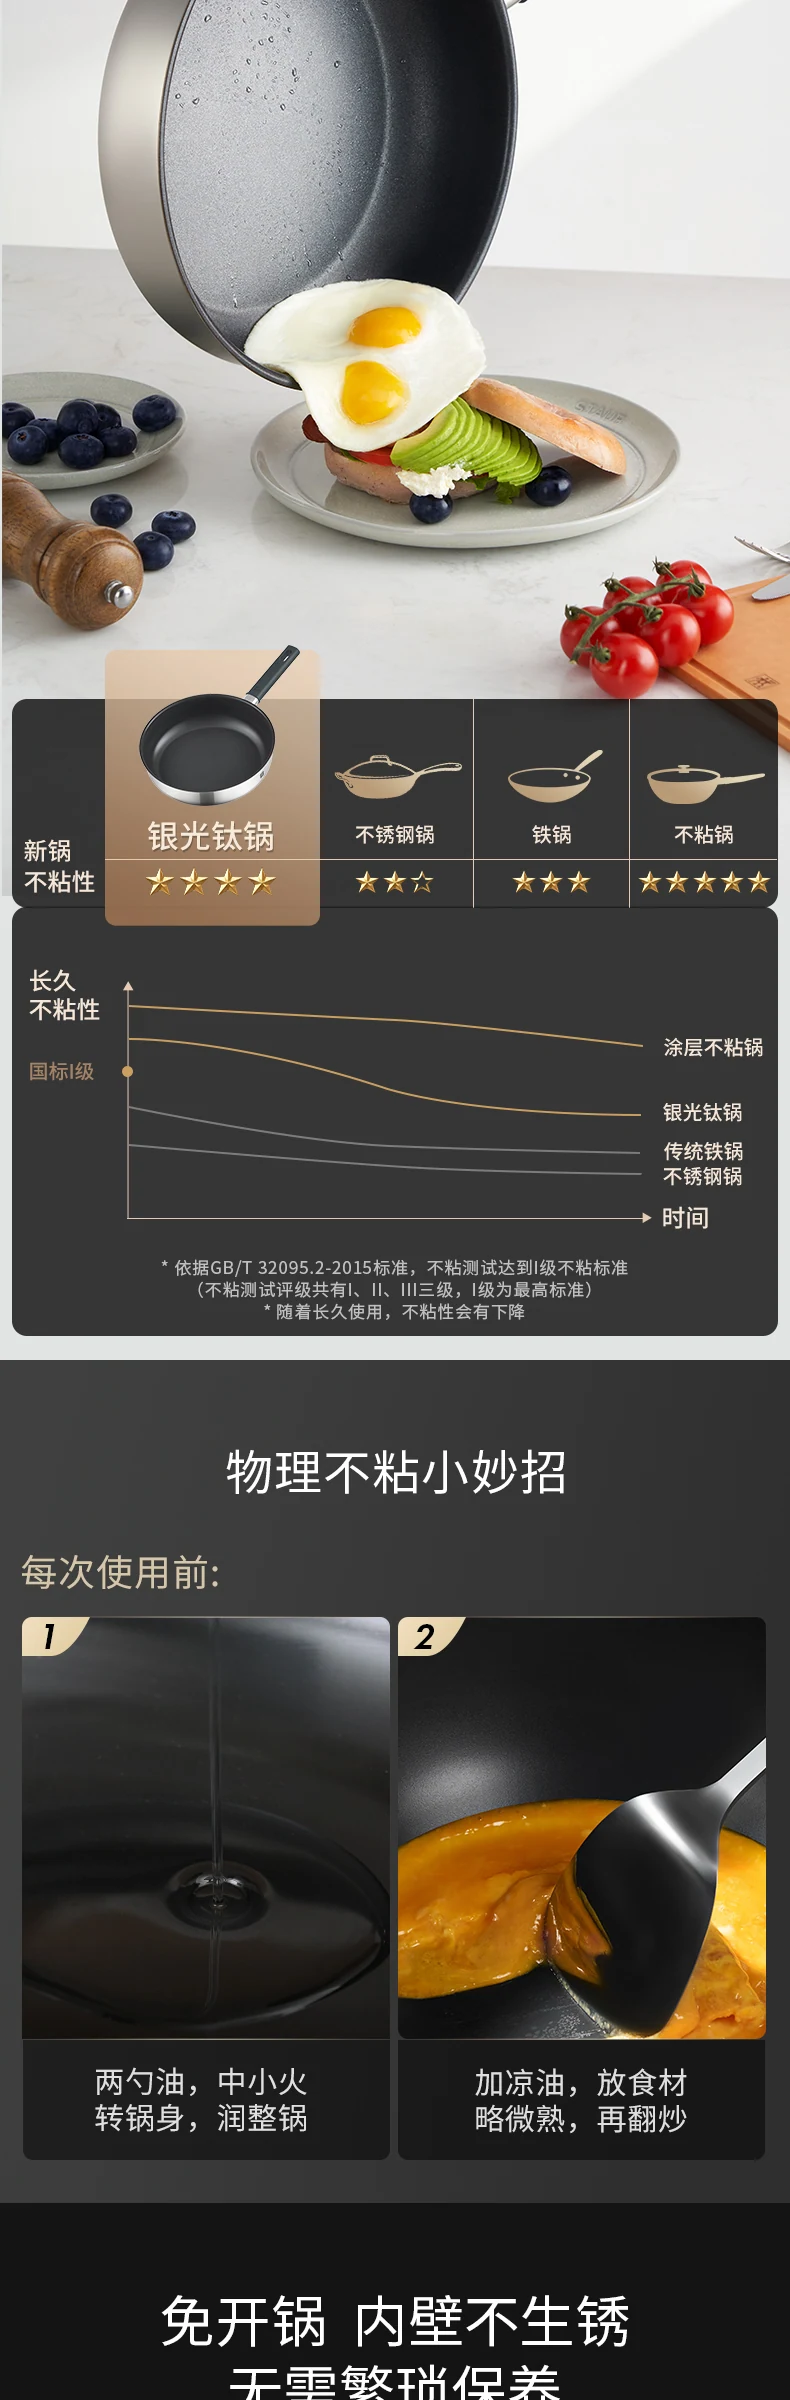 STAUB
银光钛锅
不锈钢锅
铁锅
不粘锅
新锅
不粘性
长久
不粘性
国标I级
涂层不粘锅
银光钛锅
传统铁锅
不锈钢锅
时间
* 依据GB/T 32095.2-2015标准，不粘测试达到I级不粘标准
（不粘测试评级共有I、II、III三级，I级为最高标准）
* 随着长久使用，不粘性会有下降
物理不粘小妙招
每次使用前:
1
两勺油，中小火
转锅身，润整锅
2
加凉油，放食材
略微熟，再翻炒
免开锅 内壁不生锈
无需繁琐保养